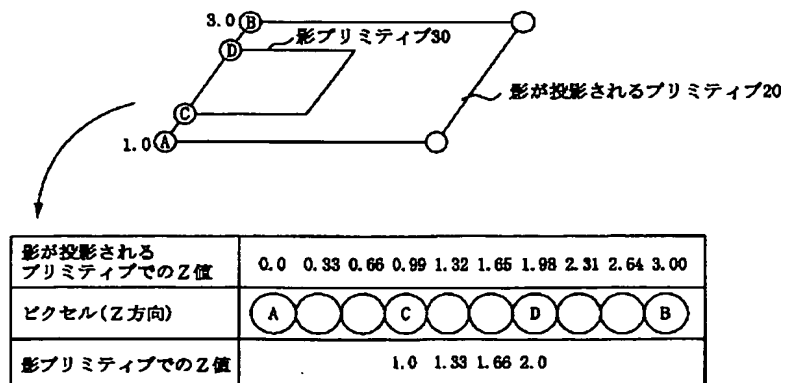 3.0 B
D 影プリミティブ30
影が投影されるプリミティブ20
C
1.0 A
影が投影される
プリミティブでのZ値
0.0 0.33 0.66 0.99 1.32 1.65 1.98 2.31 2.64 3.00
ピクセル(Z方向) A C D B
影プリミティブでのZ値 1.0 1.33 1.66 2.0